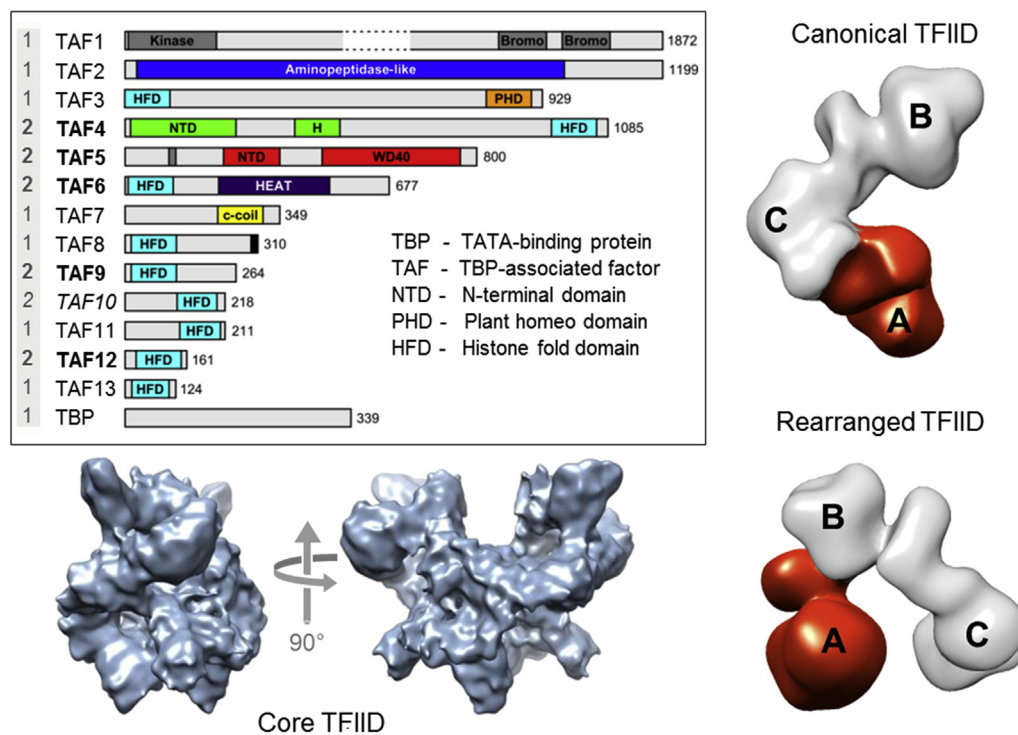 1 TAF1 Kinase Bromo Bromo 1872
1 TAF2 Aminopeptidase-like 1199
1 TAF3 HFD PHD 929
2 TAF4 NTD H HFD 1085
2 TAF5 NTD WD40 800
2 TAF6 HFD HEAT 677
1 TAF7 c-coil 349
1 TAF8 HFD 310
2 TAF9 HFD 264
2 TAF10 HFD 218
1 TAF11 HFD 211
2 TAF12 HFD 161
1 TAF13 HFD 124
1 TBP 339
TBP - TATA-binding protein
TAF - TBP-associated factor
NTD - N-terminal domain
PHD - Plant homeo domain
HFD - Histone fold domain
Canonical TFIID
B
C
A
Rearranged TFIID
B
A
C
90°
Core TFIID